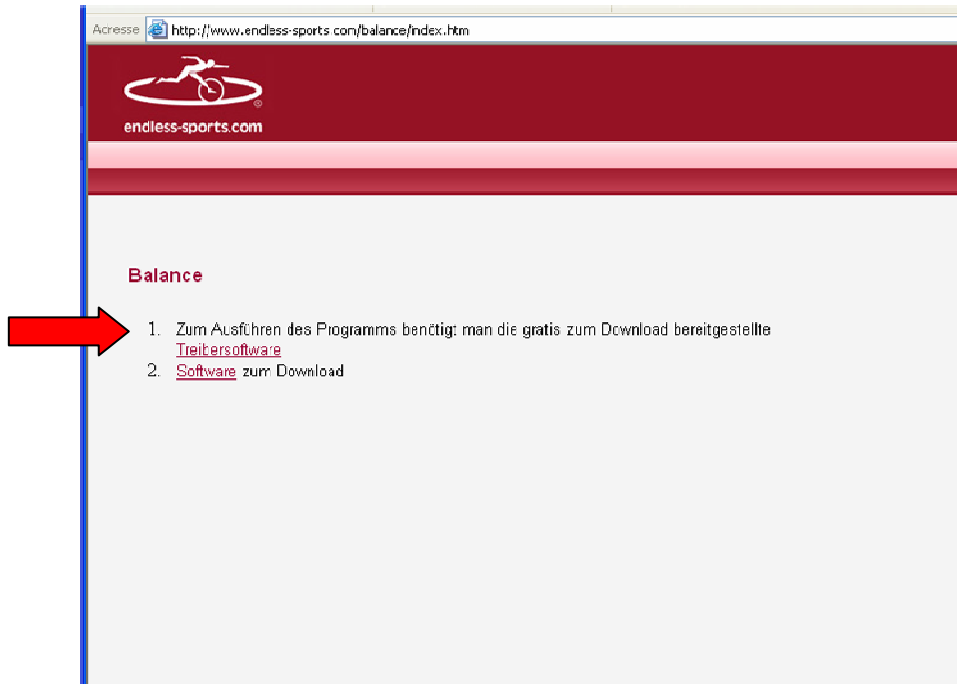 Adresse http://www.endless-sports.com/balance/index.htm
endless-sports.com
Balance
1. Zum Ausführen des Programms benötigt man die gratis zum Download bereitgestellte
Treibersoftware
2. Software zum Download